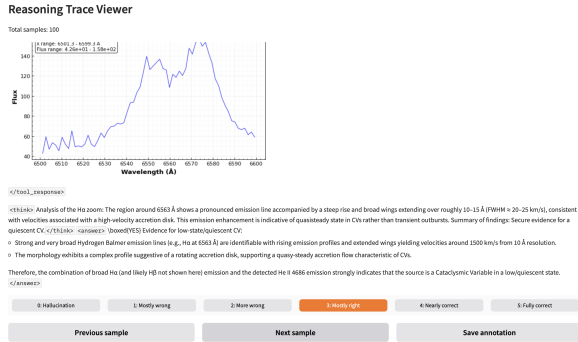 Reasoning Trace Viewer
Total samples: 100
X range: 6501.3 - 6599.3 Å
Flux range: 4.26e+01 - 1.58e+02
140
120
100
80
60
40
Flux
6500 6510 6520 6530 6540 6550 6560 6570 6580 6590 6600
Wavelength (Å)
</tool_response>
<think> Analysis of the Hα zoom: The region around 6563 Å shows a pronounced emission line accompanied by a steep rise and broad wings extending over roughly 10–15 Å (FWHM ≈ 20–25 km/s), consistent
with velocities associated with a high-velocity accretion disk. This emission enhancement is indicative of quasisteady state in CVs rather than transient outbursts. Summary of findings: Secure evidence for a
quiescent CV.</think> <answer> \boxed{YES} Evidence for low-state/quiescent CV:
Strong and very broad Hydrogen Balmer emission lines (e.g., Hα at 6563 Å) are identifiable with rising emission profiles and extended wings yielding velocities around 1500 km/s from 10 Å resolution.
The morphology exhibits a complex profile suggestive of a rotating accretion disk, supporting a quasy-steady accretion flow characteristic of CVs.
Therefore, the combination of broad Hα (and likely Hβ not shown here) emission and the detected He II 4686 emission strongly indicates that the source is a Cataclysmic Variable in a low/quiescent state.
</answer>
0: Hallucination 1: Mostly wrong 2: More wrong 3: Mostly right 4: Nearly correct 5: Fully correct
Previous sample Next sample Save annotation